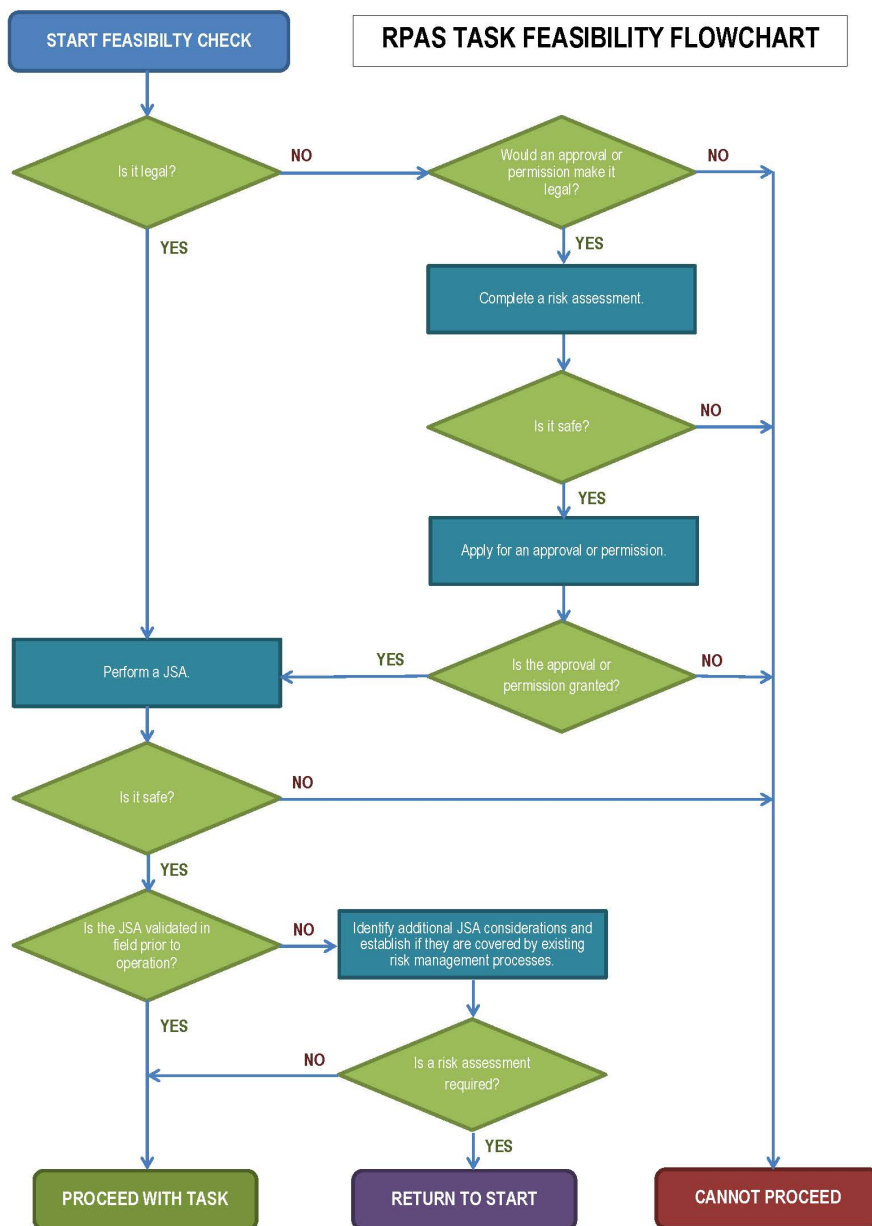 START FEASIBILTY CHECK
RPAS TASK FEASIBILITY FLOWCHART
Is it legal?
NO
Would an approval or
permission make it
legal?
NO
YES
YES
Complete a risk assessment.
Is it safe?
NO
YES
Apply for an approval or permission.
Perform a JSA.
YES
Is the approval or
permission granted?
NO
Is it safe?
NO
YES
Is the JSA validated in
field prior to
operation?
NO
Identify additional JSA considerations and
establish if they are covered by existing
risk management processes.
YES
NO
Is a risk assessment
required?
YES
PROCEED WITH TASK
RETURN TO START
CANNOT PROCEED